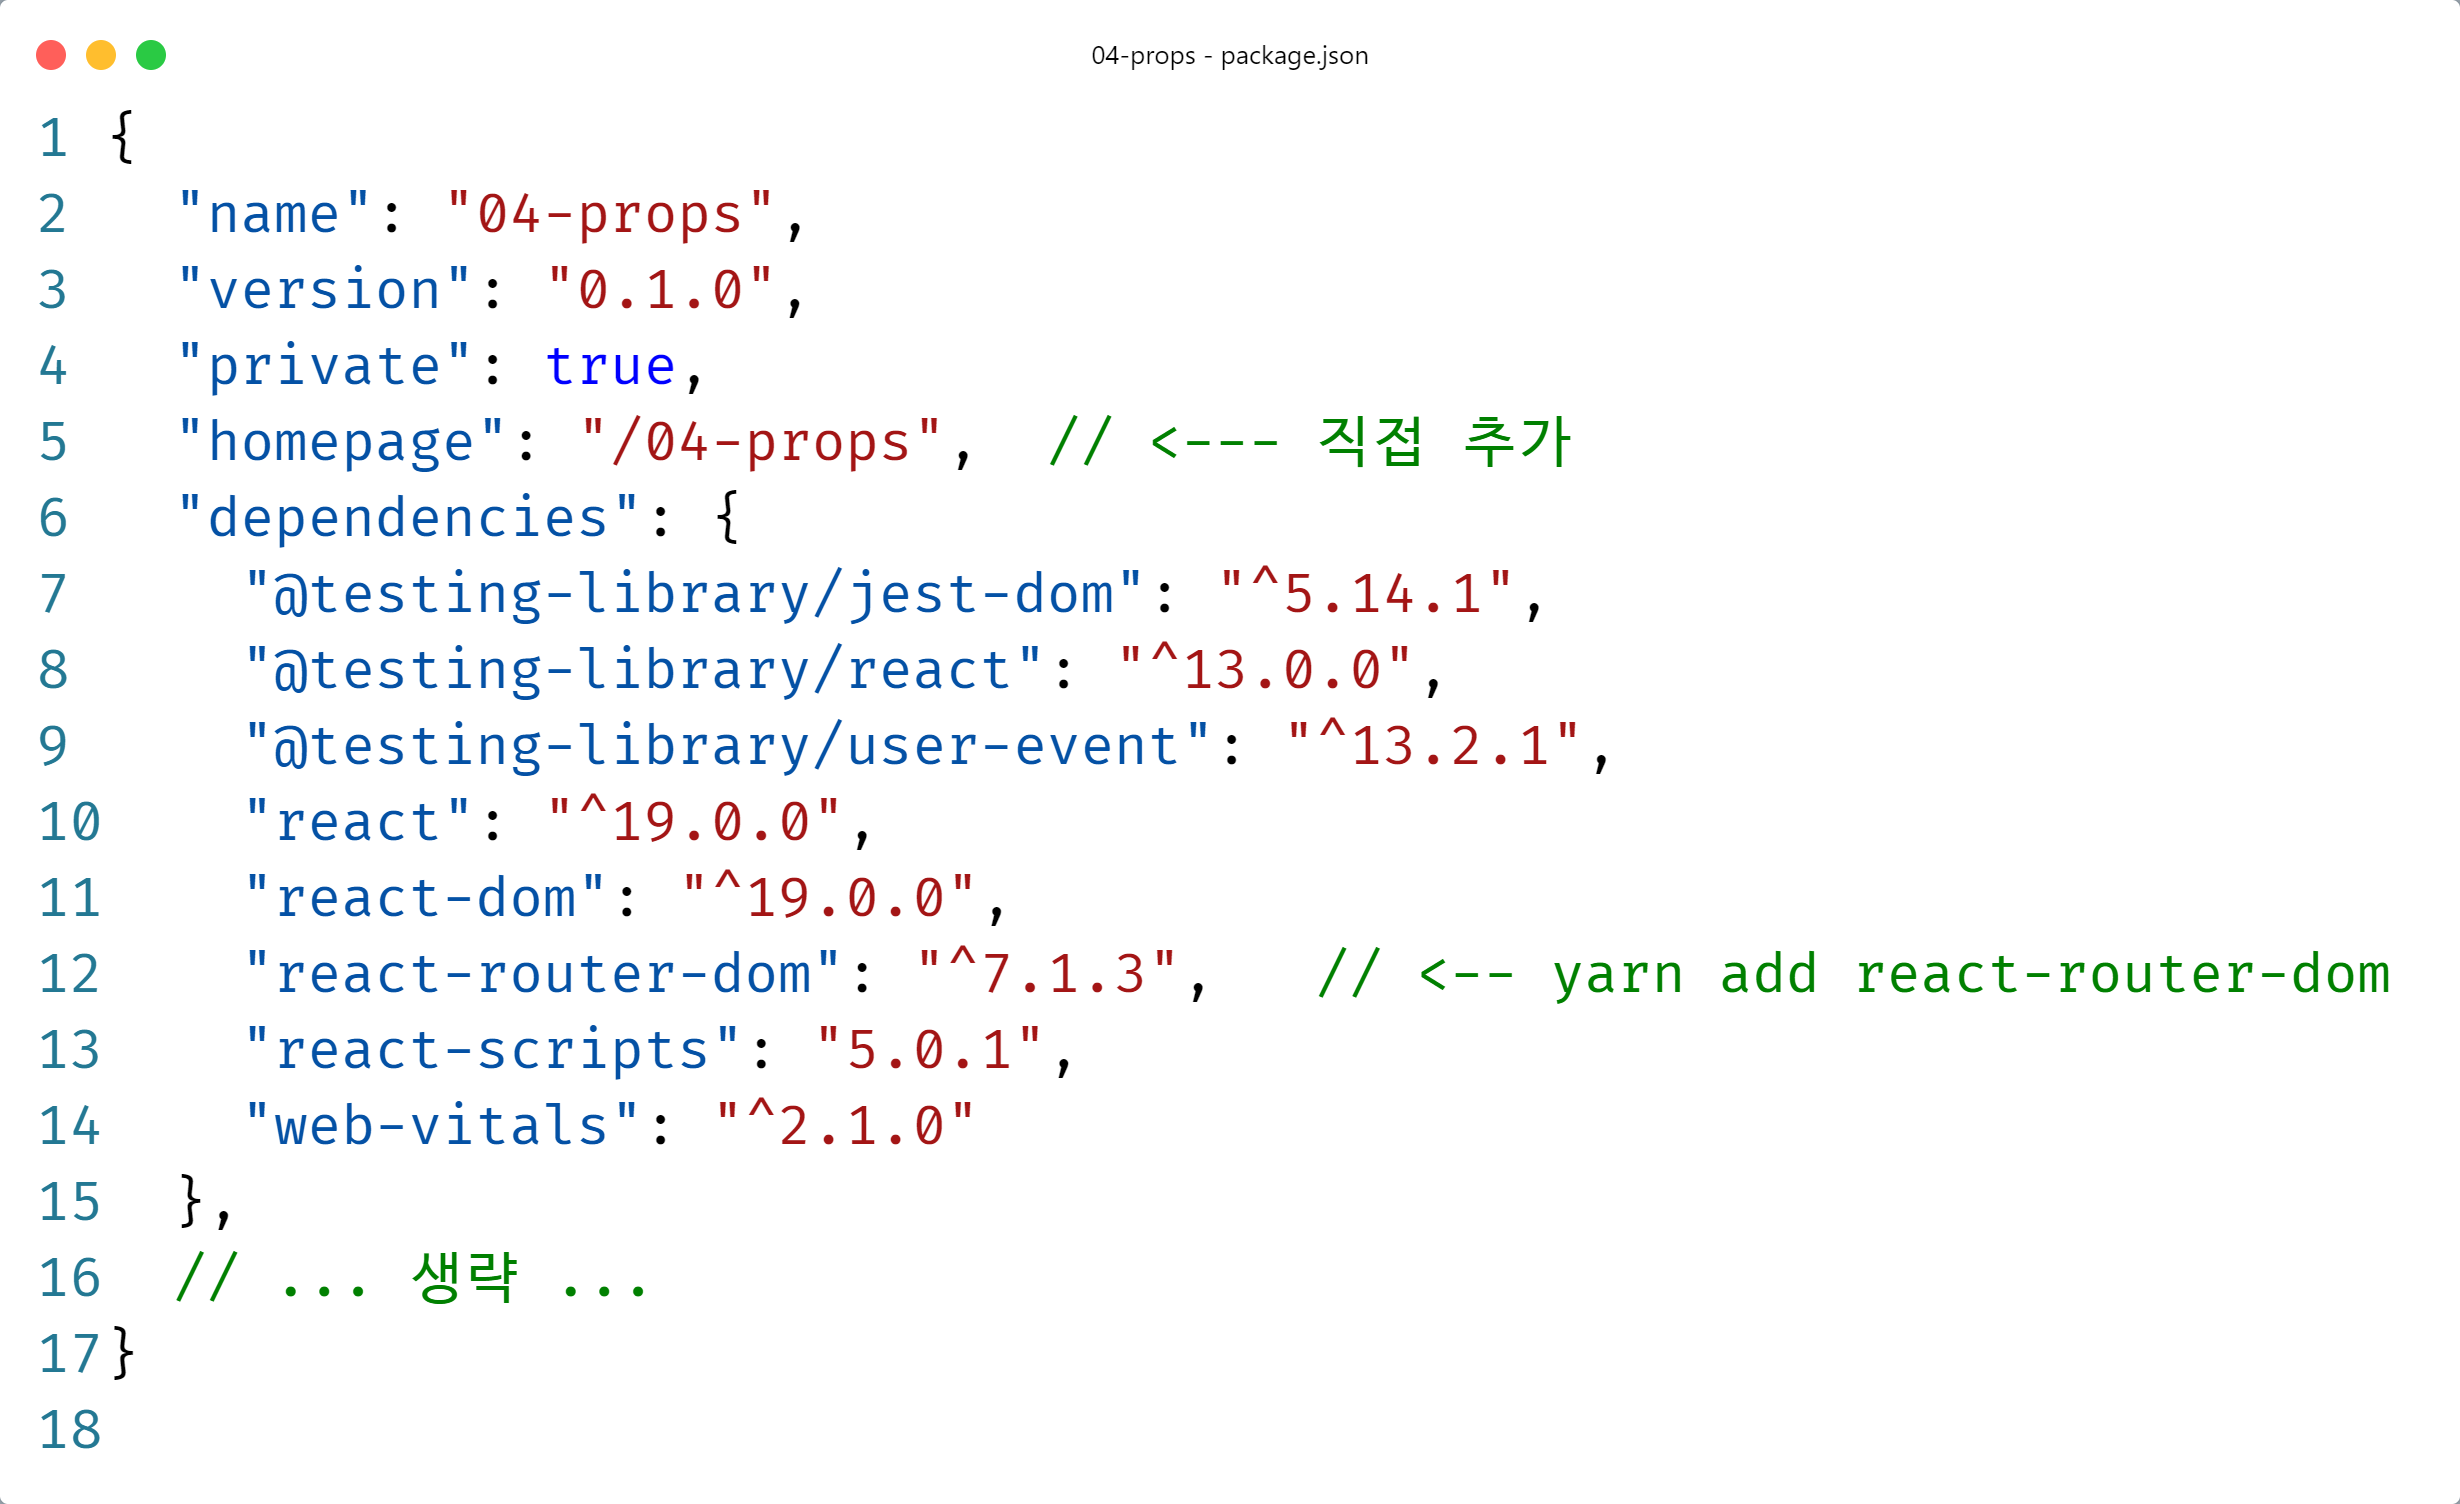 04-props - package.json
1 {
2   "name": "04-props",
3   "version": "0.1.0",
4   "private": true,
5   "homepage": "/04-props",  // <--- 직접 추가
6   "dependencies": {
7     "@testing-library/jest-dom": "^5.14.1",
8     "@testing-library/react": "^13.0.0",
9     "@testing-library/user-event": "^13.2.1",
10     "react": "^19.0.0",
11     "react-dom": "^19.0.0",
12     "react-router-dom": "^7.1.3",   // <-- yarn add react-router-dom
13     "react-scripts": "5.0.1",
14     "web-vitals": "^2.1.0"
15   },
16   // ... 생략 ...
17 }
18